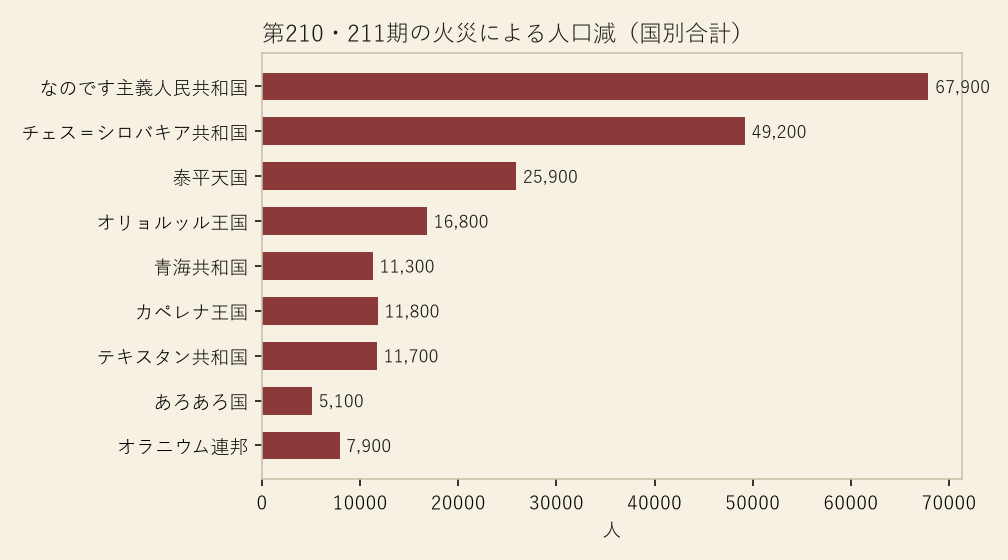 第210・211期の火災による人口減（国別合計）
なのです主義人民共和国 67,900
チェス＝シロバキア共和国 49,200
泰平天国 25,900
オリョルッル王国 16,800
青海共和国 11,300
カペレナ王国 11,800
テキスタン共和国 11,700
あろあろ国 5,100
オラニウム連邦 7,900
0 10000 20000 30000 40000 50000 60000 70000
人